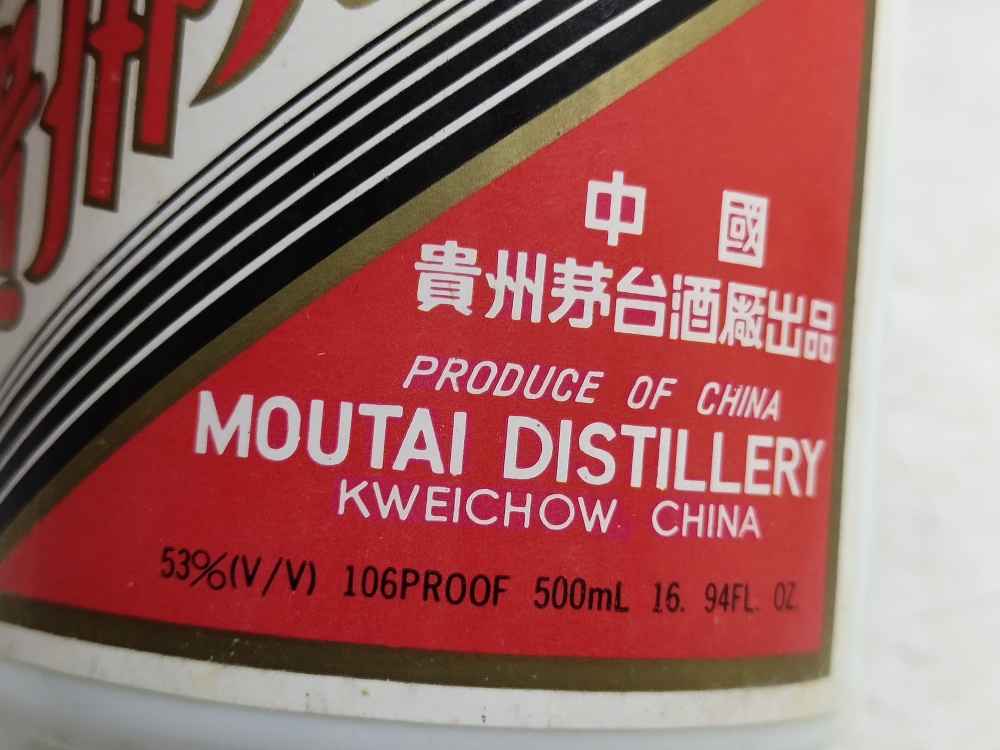 中國
貴州茅台酒廠出品
PRODUCE OF CHINA
MOUTAI DISTILLERY
KWEICHOW CHINA
53%(V/V) 106PROOF 500mL 16. 94FL. OZ.